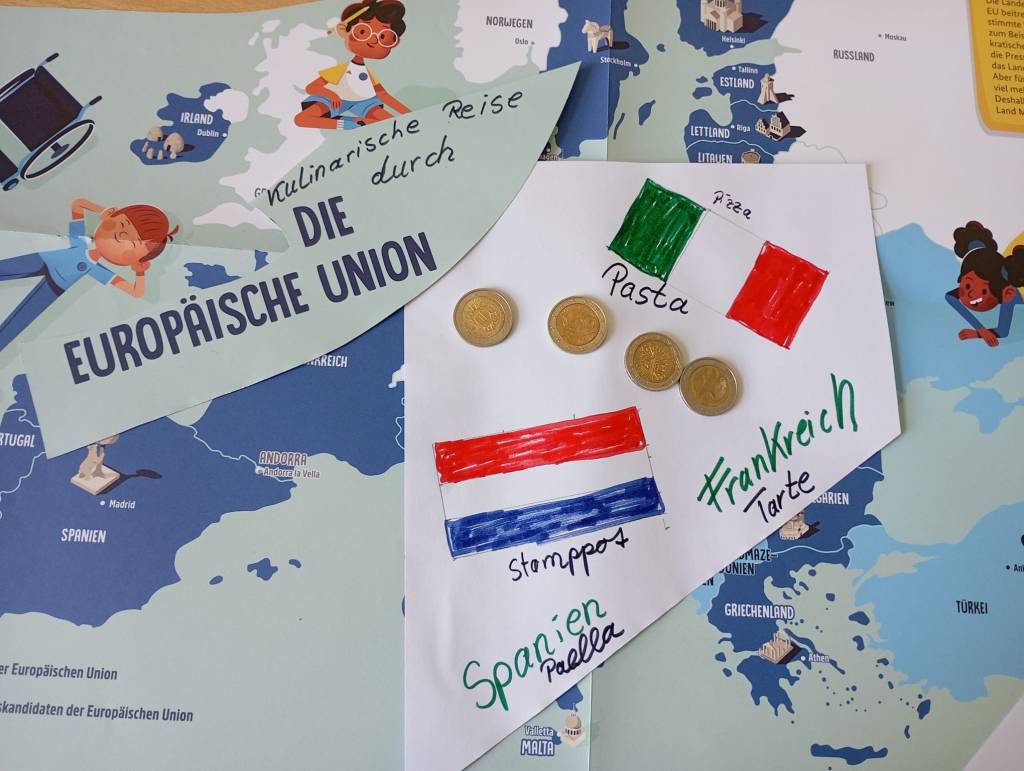 NORWEGEN
Oslo
Stockholm
Helsinki
Moskau
RUSSLAND
Tallinn
ESTLAND
Riga
LETTLAND
LITAUEN
IRLAND
Dublin
Kulinarische Reise
durch
DIE
EUROPÄISCHE UNION
Pizza
Pasta
Frankreich
Tarte
Stamppot
Spanien
Paella
ANDORRA
Andorra la Vella
Madrid
SPANIEN
GRIECHENLAND
Athen
TÜRKEI
Valletta
MALTA
der Europäischen Union
skandidaten der Europäischen Union